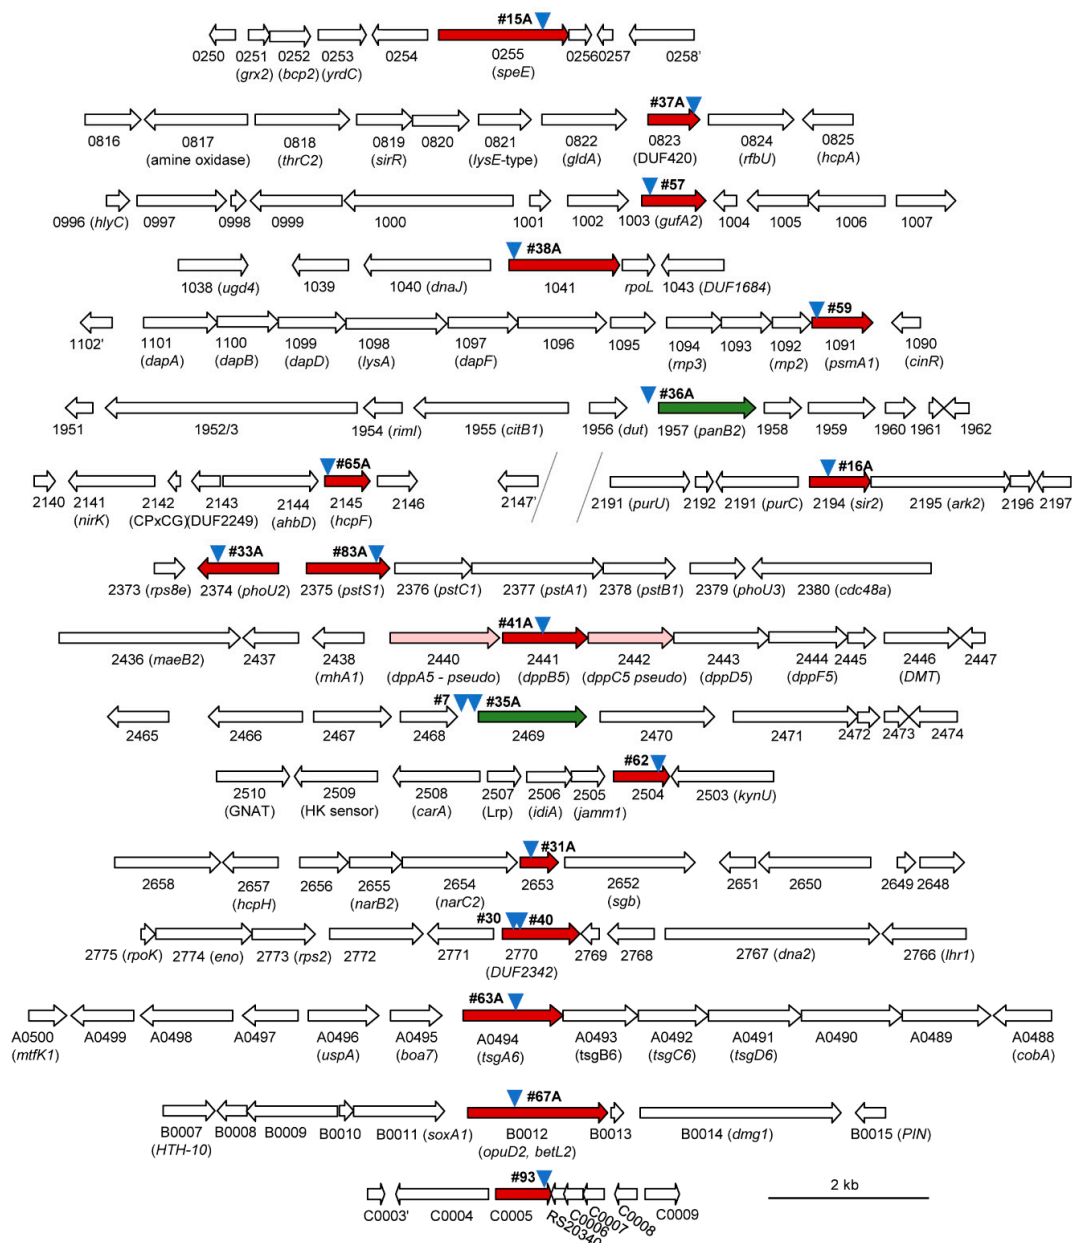 #15A
0250 0251 0252 0253 0254 0255 0256 0257 0258'
(grx2) (bcp2) (yrdC) (speE)
#37A
0816 0817 0818 0819 0820 0821 0822 0823 0824 0825
(amine oxidase) (thrC2) (sirR) (lysE-type) (gldA) (DUF420) (rfbU) (hcpA)
#57
0996 (hlyC) 0997 0998 0999 1000 1001 1002 1003 (gufA2) 1004 1005 1006 1007
#38A
1038 (ugd4) 1039 1040 (dnaJ) 1041 rpoL 1043 (DUF1684)
#59
1102' 1101 1100 1099 1098 1097 1096 1095 1094 1093 1092 1091 1090
(dapA) (dapB) (dapD) (lysA) (dapF) (rnp3) (rnp2) (psmA1) (cinR)
#36A
1951 1952/3 1954 (rimI) 1955 (citB1) 1956 (dut) 1957 (panB2) 1958 1959 1960 1961 1962
#65A #16A
2140 2141 2142 2143 2144 2145 2146 2147' 2191 (purU) 2192 2191 (purC) 2194 (sir2) 2195 (ark2) 2196 2197
(nirK) (CPxCG) (DUF2249) (ahbD) (hcpF)
#33A #83A
2373 (rps8e) 2374 (phoU2) 2375 (pstS1) 2376 (pstC1) 2377 (pstA1) 2378 (pstB1) 2379 (phoU3) 2380 (cdc48a)
#41A
2436 (maeB2) 2437 2438 2440 2441 2442 2443 2444 2445 2446 2447
(rnhA1) (dppA5 - pseudo) (dppB5) (dppC5 pseudo) (dppD5) (dppF5) (DMT)
#7 #35A
2465 2466 2467 2468 2469 2470 2471 2472 2473 2474
#62
2510 2509 2508 2507 2506 2505 2504 2503 (kynU)
(GNAT) (HK sensor) (carA) (Lrp) (idiA) (jamm1)
#31A
2658 2657 2656 2655 2654 2653 2652 2651 2650 2649 2648
(hcpH) (narB2) (narC2) (sgb)
#30 #40
2775 (rpoK) 2774 (eno) 2773 (rps2) 2772 2771 2770 2769 2768 2767 (dna2) 2766 (lhr1)
(DUF2342)
#63A
A0500 A0499 A0498 A0497 A0496 A0495 A0494 A0493 A0492 A0491 A0490 A0489 A0488
(mtfK1) (uspA) (boa7) (tsgA6) (tsgB6) (tsgC6) (tsgD6) (cobA)
#67A
B0007 B0008 B0009 B0010 B0011 (soxA1) B0012 B0013 B0014 (dmg1) B0015 (PIN)
(HTH-10) (opuD2, betL2)
#93
C0003' C0004 C0005 RS20340 C0006 C0007 C0008 C0009
2 kb